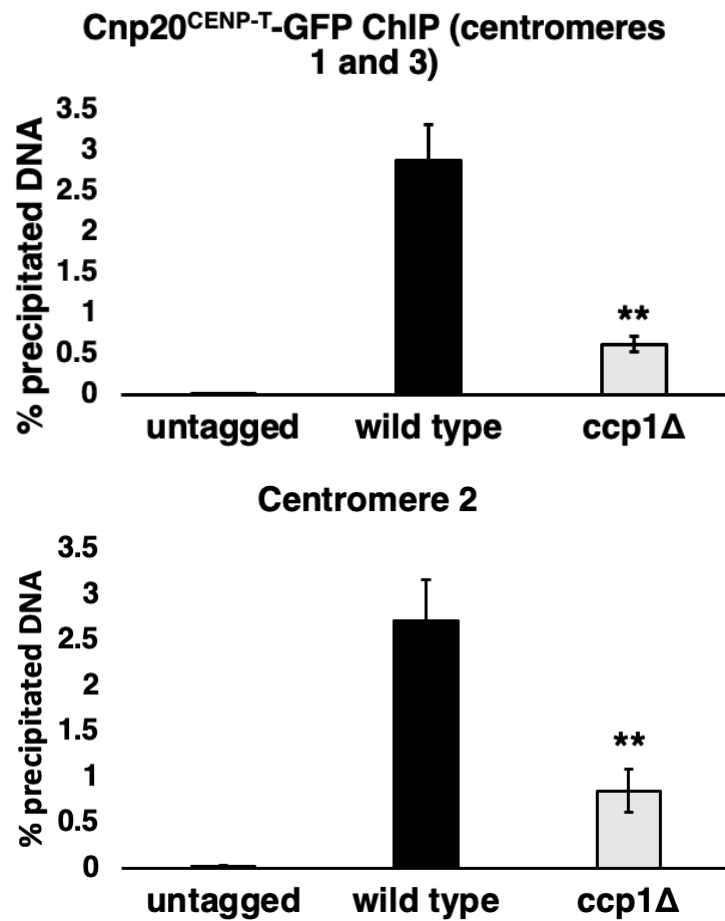 Cnp20CENP-T-GFP ChIP (centromeres
1 and 3)
% precipitated DNA
3.5
3
2.5
2
1.5
1
0.5
0
**
untagged wild type ccp1Δ
Centromere 2
% precipitated DNA
3.5
3
2.5
2
1.5
1
0.5
0
**
untagged wild type ccp1Δ